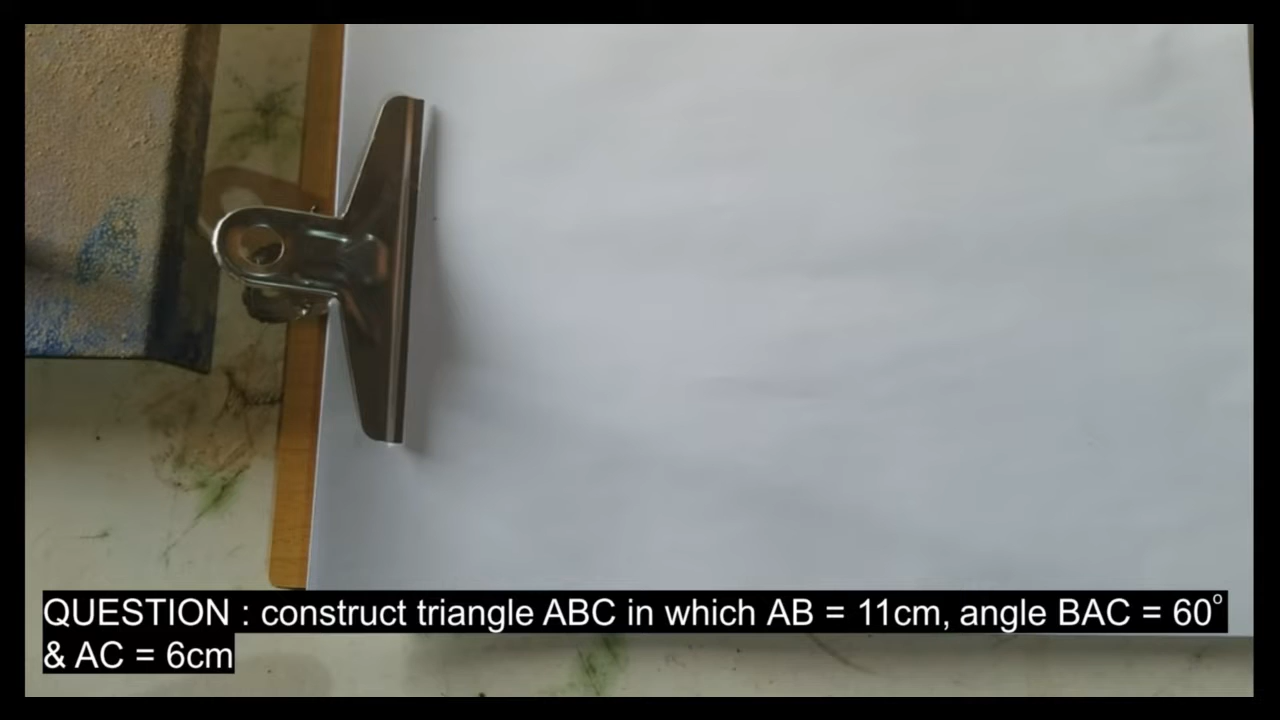 QUESTION : construct triangle ABC in which AB = 11cm, angle BAC = 60°
& AC = 6cm